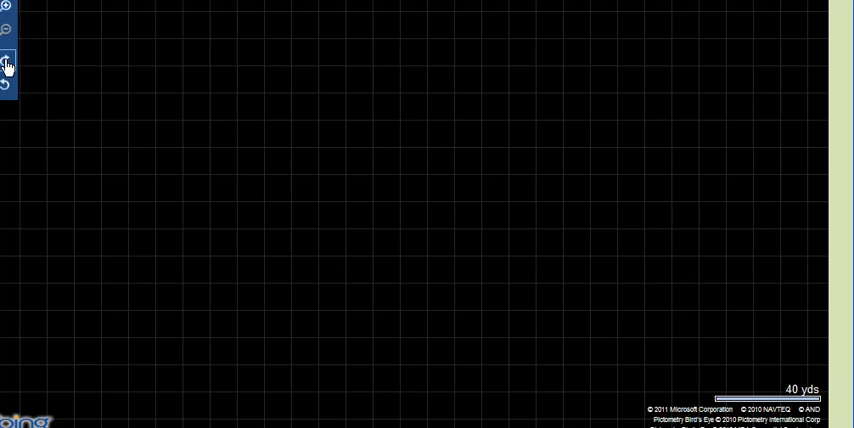 40 yds
© 2011 Microsoft Corporation © 2010 NAVTEQ © AND
Pictometry Bird's Eye © 2010 Pictometry International Corp
bing